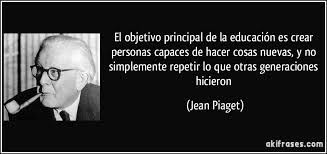 El objetivo principal de la educación es crear
personas capaces de hacer cosas nuevas, y no
simplemente repetir lo que otras generaciones
hicieron
(Jean Piaget)
akifrases.com